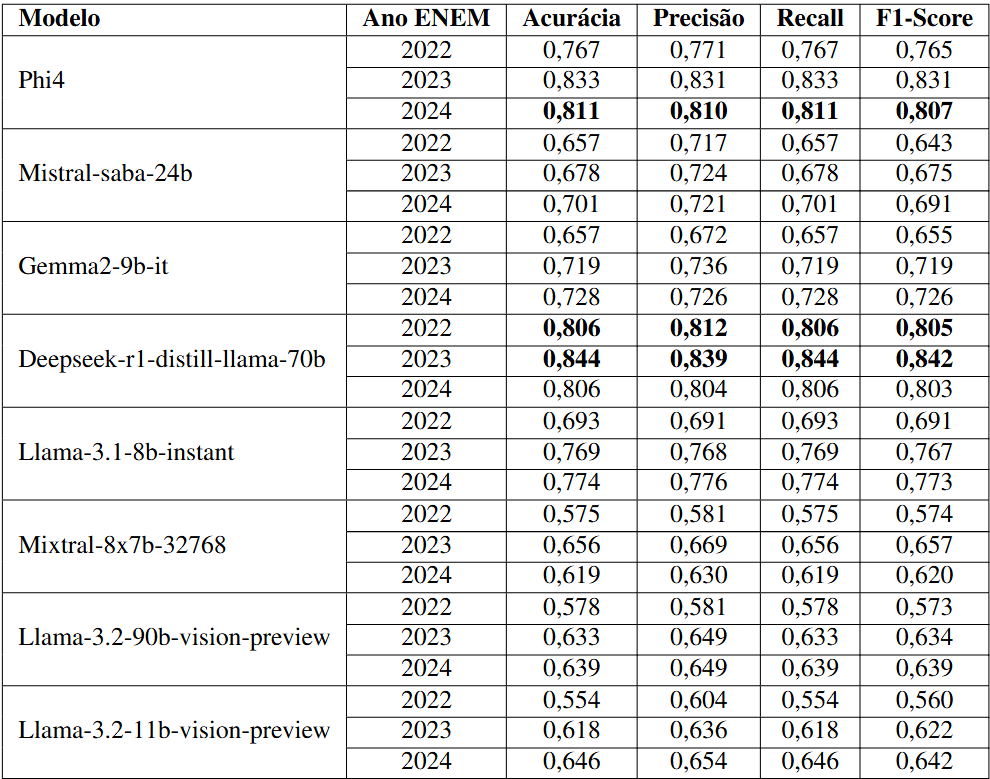 Modelo Ano ENEM Acurácia Precisão Recall F1-Score
Phi4 2022 0,767 0,771 0,767 0,765
2023 0,833 0,831 0,833 0,831
2024 0,811 0,810 0,811 0,807
Mistral-saba-24b 2022 0,657 0,717 0,657 0,643
2023 0,678 0,724 0,678 0,675
2024 0,701 0,721 0,701 0,691
Gemma2-9b-it 2022 0,657 0,672 0,657 0,655
2023 0,719 0,736 0,719 0,719
2024 0,728 0,726 0,728 0,726
Deepseek-r1-distill-llama-70b 2022 0,806 0,812 0,806 0,805
2023 0,844 0,839 0,844 0,842
2024 0,806 0,804 0,806 0,803
Llama-3.1-8b-instant 2022 0,693 0,691 0,693 0,691
2023 0,769 0,768 0,769 0,767
2024 0,774 0,776 0,774 0,773
Mixtral-8x7b-32768 2022 0,575 0,581 0,575 0,574
2023 0,656 0,669 0,656 0,657
2024 0,619 0,630 0,619 0,620
Llama-3.2-90b-vision-preview 2022 0,578 0,581 0,578 0,573
2023 0,633 0,649 0,633 0,634
2024 0,639 0,649 0,639 0,639
Llama-3.2-11b-vision-preview 2022 0,554 0,604 0,554 0,560
2023 0,618 0,636 0,618 0,622
2024 0,646 0,654 0,646 0,642